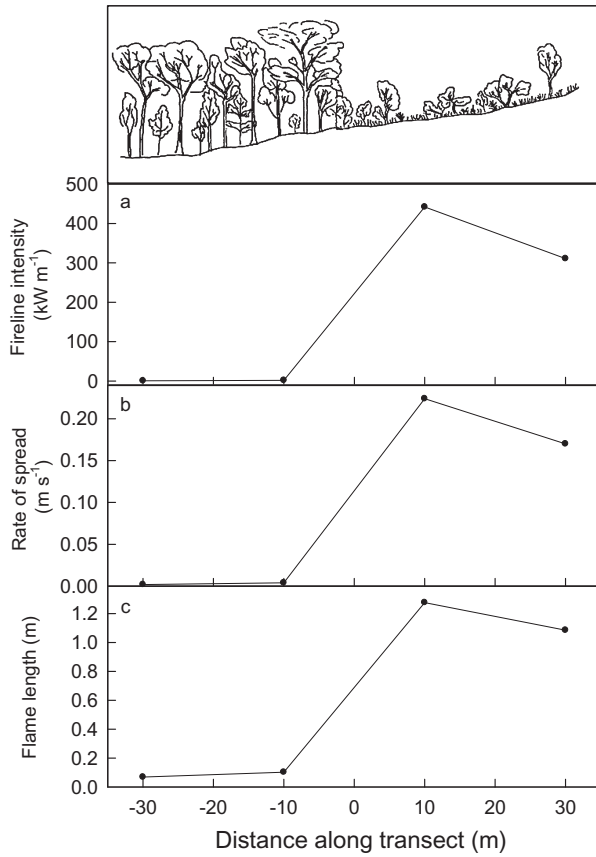 500
a
400
300
200
100
0
Fireline intensity
(kW m⁻¹)
b
0.20
0.15
0.10
0.05
0.00
Rate of spread
(m s⁻¹)
c
1.2
1.0
0.8
0.6
0.4
0.2
0.0
Flame length (m)
-30 -20 -10 0 10 20 30
Distance along transect (m)